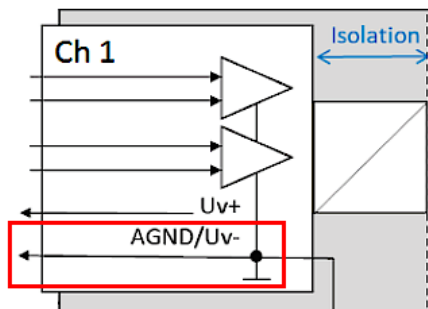 Isolation
Ch 1
Uv+
AGND/Uv-